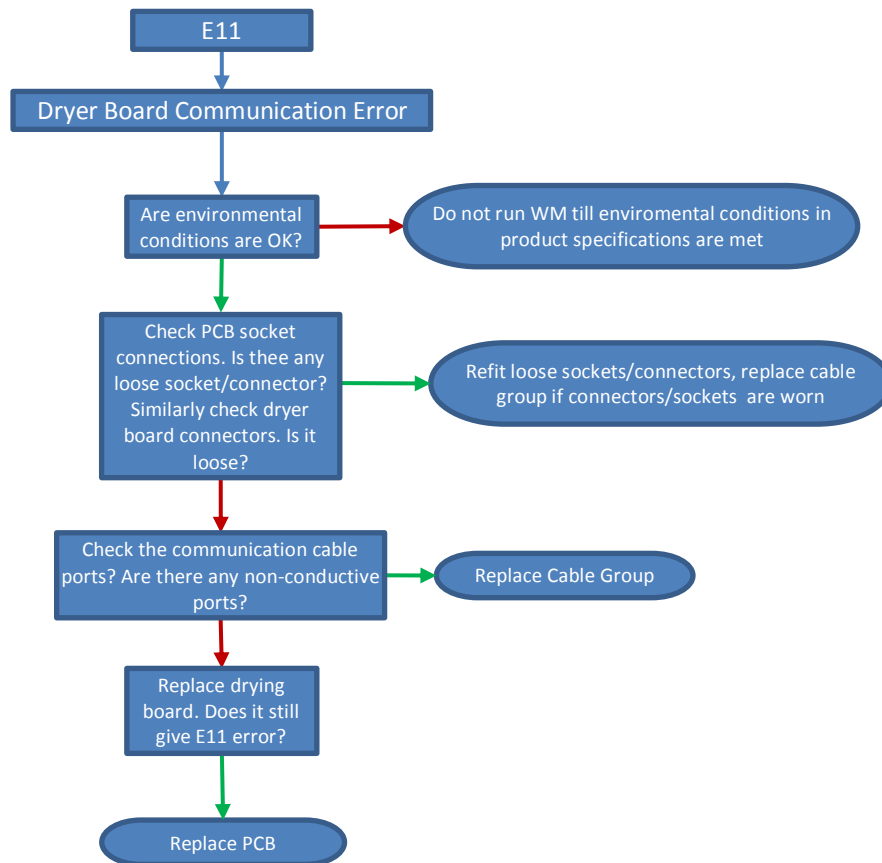 E11
Dryer Board Communication Error
Are environmental
conditions are OK?
Do not run WM till enviromental conditions in
product specifications are met
Check PCB socket
connections. Is thee any
loose socket/connector?
Similarly check dryer
board connectors. Is it
loose?
Refit loose sockets/connectors, replace cable
group if connectors/sockets are worn
Check the communication cable
ports? Are there any non-conductive
ports?
Replace Cable Group
Replace drying
board. Does it still
give E11 error?
Replace PCB